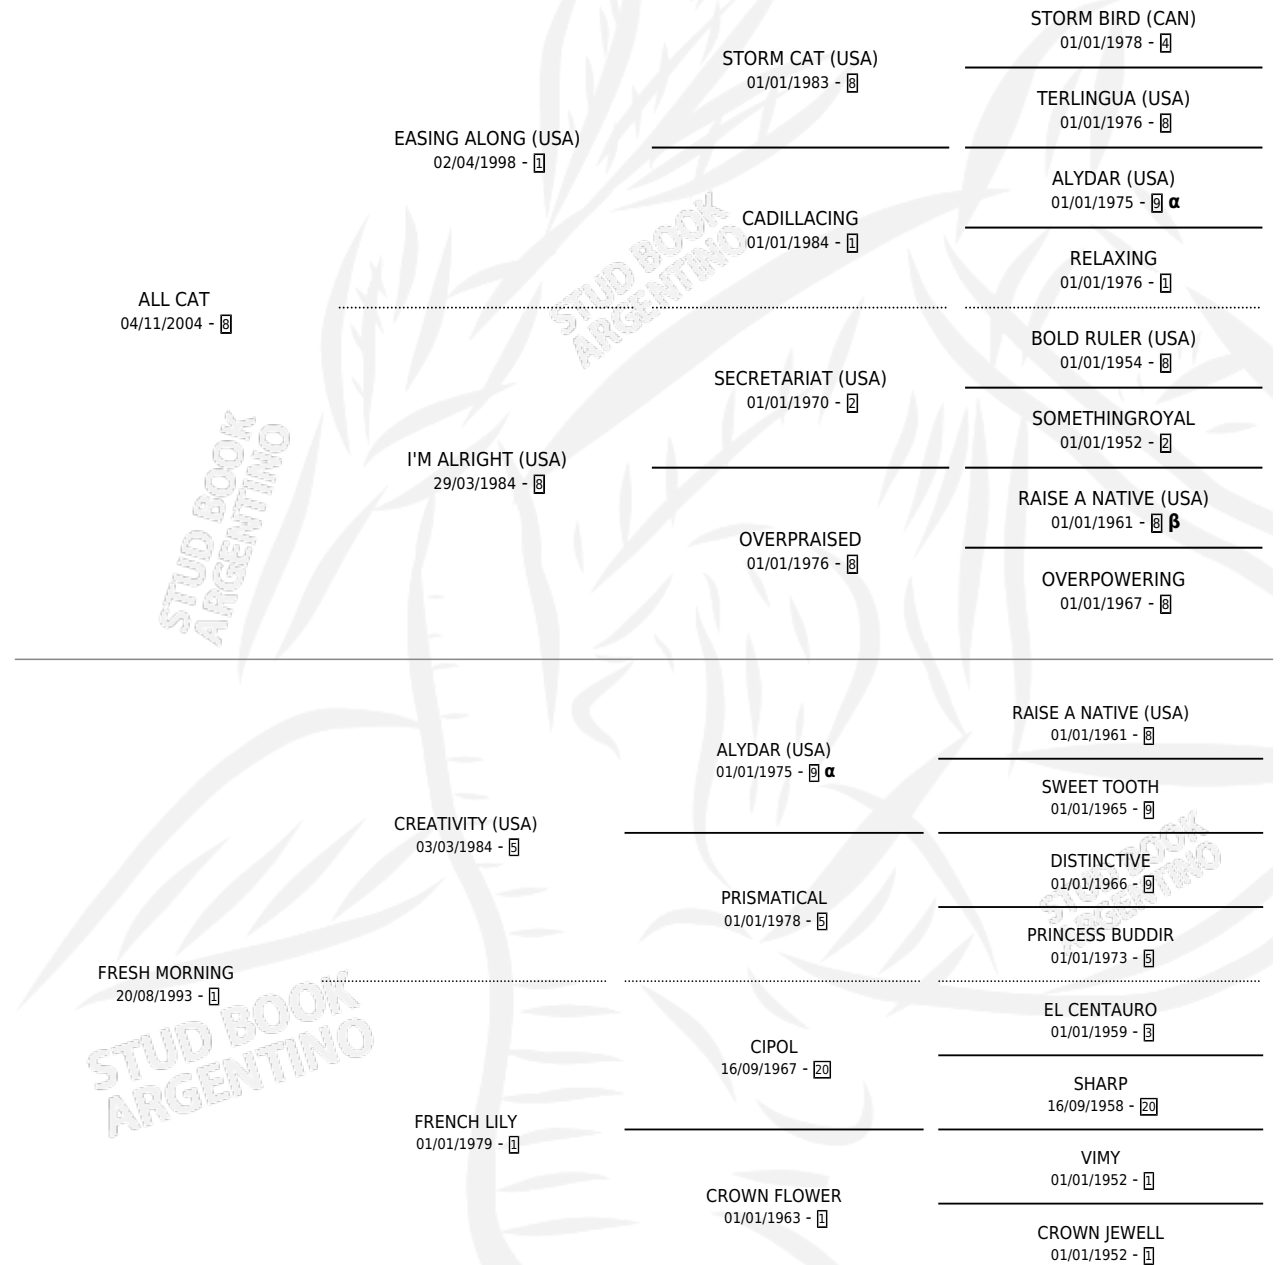 STORM BIRD (CAN)
01/01/1978 - 4
STORM CAT (USA)
01/01/1983 - 8
TERLINGUA (USA)
01/01/1976 - 8
EASING ALONG (USA)
02/04/1998 - 1
ALYDAR (USA)
01/01/1975 - 9 α
CADILLACING
01/01/1984 - 1
RELAXING
01/01/1976 - 1
ALL CAT
04/11/2004 - 8
BOLD RULER (USA)
01/01/1954 - 8
SECRETARIAT (USA)
01/01/1970 - 2
SOMETHINGROYAL
01/01/1952 - 2
I'M ALRIGHT (USA)
29/03/1984 - 8
RAISE A NATIVE (USA)
01/01/1961 - 8 β
OVERPRAISED
01/01/1976 - 8
OVERPOWERING
01/01/1967 - 8
RAISE A NATIVE (USA)
01/01/1961 - 8
ALYDAR (USA)
01/01/1975 - 9 α
SWEET TOOTH
01/01/1965 - 9
CREATIVITY (USA)
03/03/1984 - 5
DISTINCTIVE
01/01/1966 - 9
PRISMATICAL
01/01/1978 - 5
PRINCESS BUDDIR
01/01/1973 - 5
FRESH MORNING
20/08/1993 - 1
EL CENTAURO
01/01/1959 - 3
CIPOL
16/09/1967 - 20
SHARP
16/09/1958 - 20
FRENCH LILY
01/01/1979 - 1
VIMY
01/01/1952 - 1
CROWN FLOWER
01/01/1963 - 1
CROWN JEWELL
01/01/1952 - 1
STUD BOOK
ARGENTINO
STUD BOOK
ARGENTINO
STUD BOOK
ARGENTINO
STUD BOOK
ARGENTINO